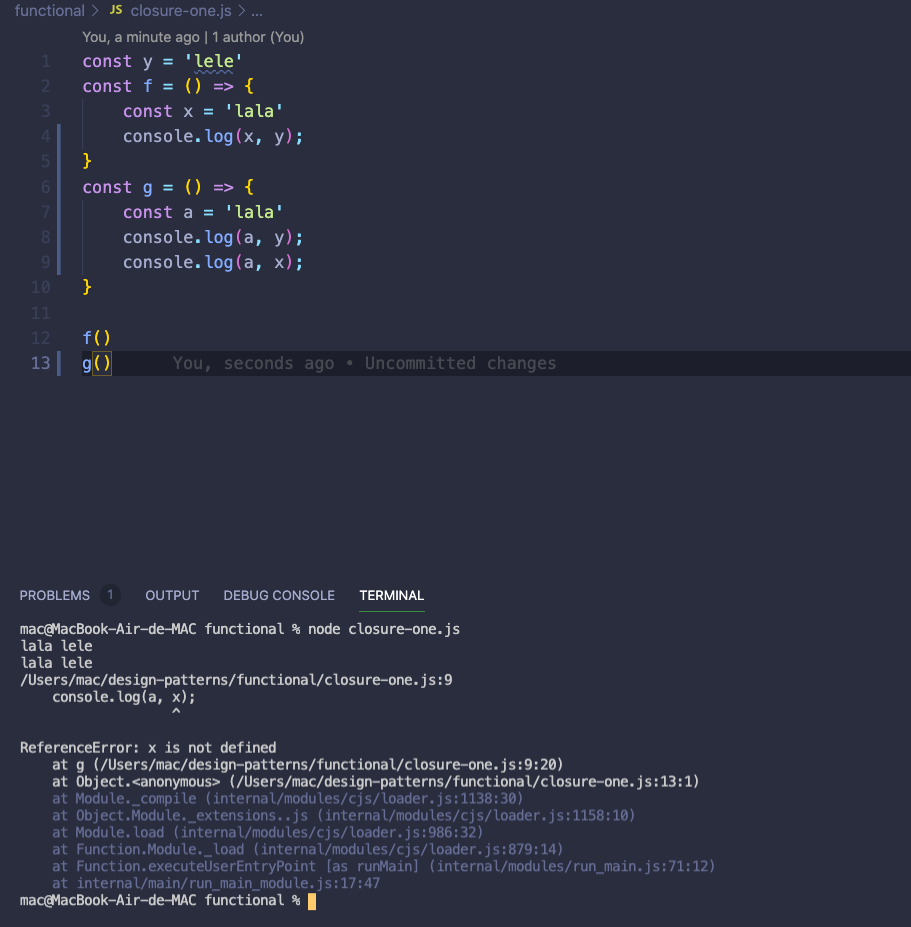 functional > JS closure-one.js > ...
You, a minute ago | 1 author (You)
1 const y = 'lele'
2 const f = () => {
3     const x = 'lala'
4     console.log(x, y);
5 }
6 const g = () => {
7     const a = 'lala'
8     console.log(a, y);
9     console.log(a, x);
10 }
11
12 f()
13 g() You, seconds ago • Uncommitted changes
PROBLEMS 1 OUTPUT DEBUG CONSOLE TERMINAL
mac@MacBook-Air-de-MAC functional % node closure-one.js
lala lele
lala lele
/Users/mac/design-patterns/functional/closure-one.js:9
    console.log(a, x);
                   ^
ReferenceError: x is not defined
    at g (/Users/mac/design-patterns/functional/closure-one.js:9:20)
    at Object.<anonymous> (/Users/mac/design-patterns/functional/closure-one.js:13:1)
    at Module._compile (internal/modules/cjs/loader.js:1138:30)
    at Object.Module._extensions..js (internal/modules/cjs/loader.js:1158:10)
    at Module.load (internal/modules/cjs/loader.js:986:32)
    at Function.Module._load (internal/modules/cjs/loader.js:879:14)
    at Function.executeUserEntryPoint [as runMain] (internal/modules/run_main.js:71:12)
    at internal/main/run_main_module.js:17:47
mac@MacBook-Air-de-MAC functional %